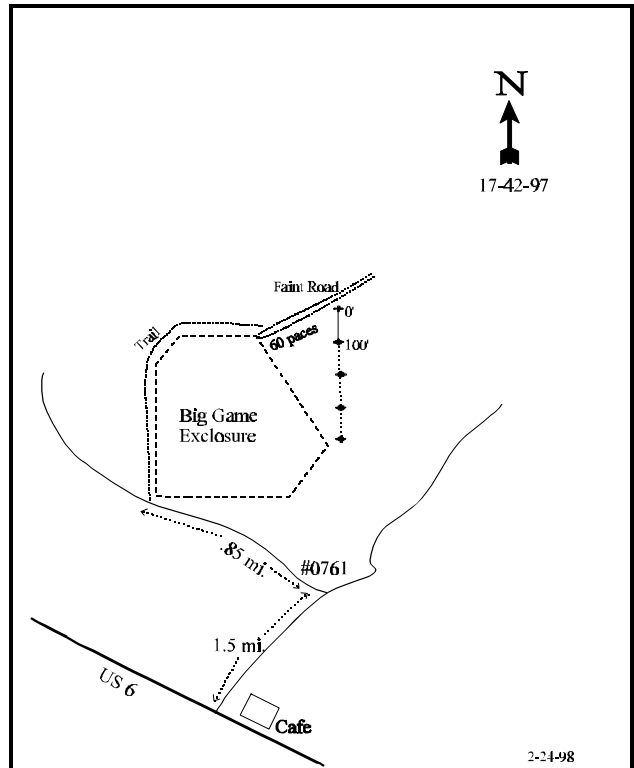 N
17-42-97
Faint Road
0'
Trail
60 paces
100'
Big Game
Exclosure
.85 mi.
#0761
1.5 mi.
US 6
Cafe
2-24-98